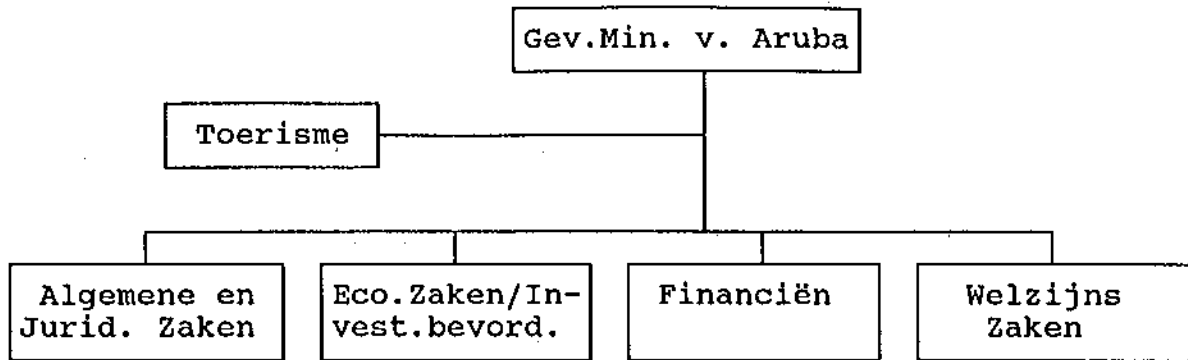 Gev.Min. v. Aruba
Toerisme
Algemene en
Jurid. Zaken
Eco.Zaken/In-
vest.bevord.
Financiën
Welzijns
Zaken